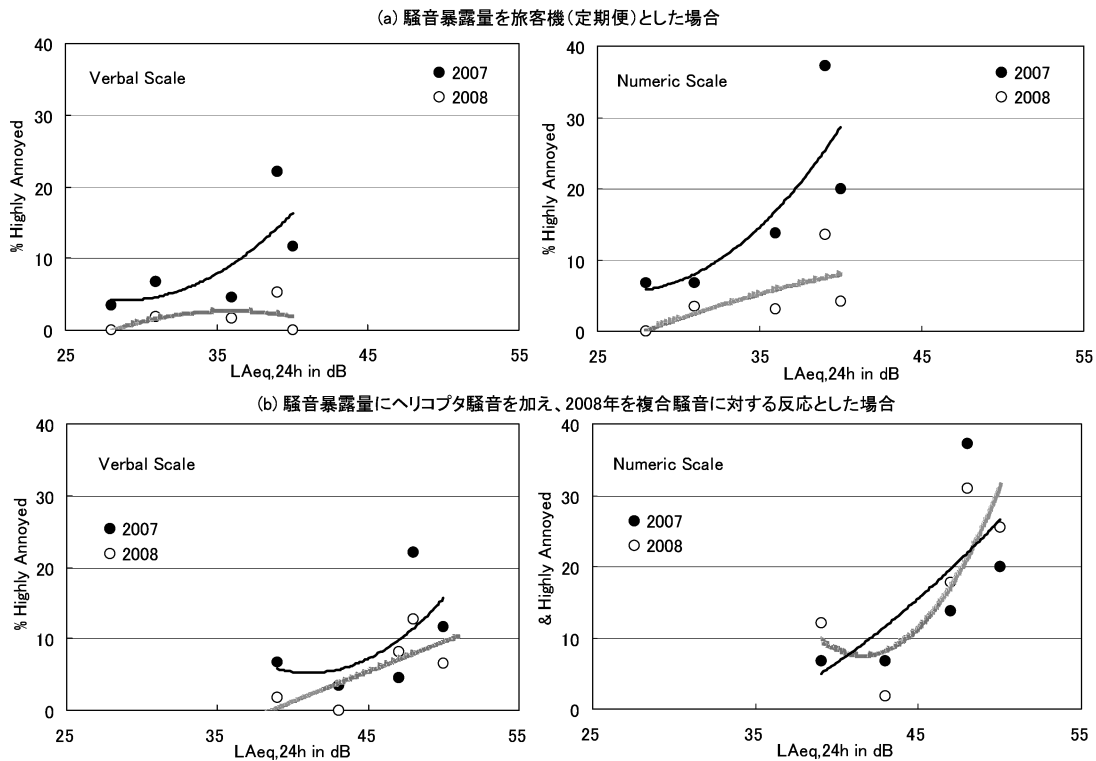 (a) 騒音暴露量を旅客機(定期便)とした場合
40
30
20
10
0
% Highly Annoyed
Verbal Scale
2007
2008
25 35 45 55
LAeq,24h in dB
40
30
20
10
0
% Highly Annoyed
Numeric Scale
2007
2008
25 35 45 55
LAeq,24h in dB
(b) 騒音暴露量にヘリコプタ騒音を加え、2008年を複合騒音に対する反応とした場合
40
30
20
10
0
% Highly Annoyed
Verbal Scale
2007
2008
25 35 45 55
LAeq,24h in dB
40
30
20
10
0
& Highly Annoyed
Numeric Scale
2007
2008
25 35 45 55
LAeq,24h in dB